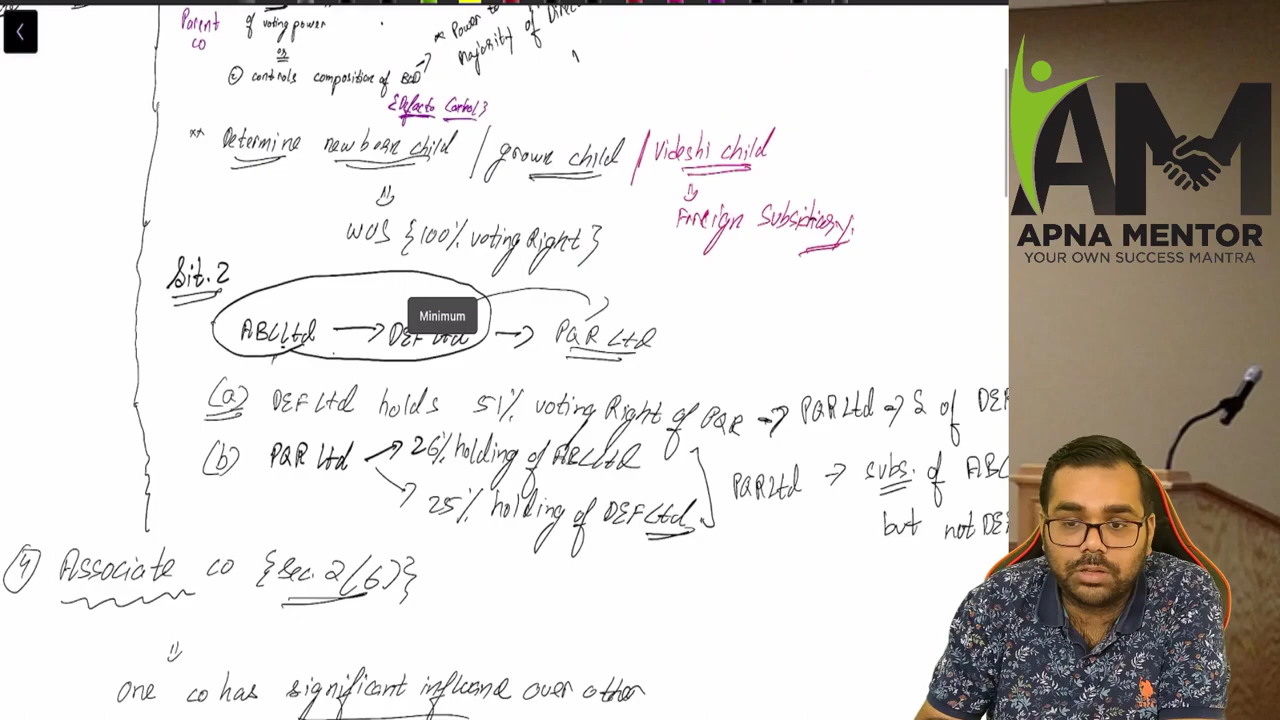 Parent
co
of voting power
or
② controls composition of BOD
* Power to
majority of Direc
{Defacto Control}
** Determine new born child / grown child / Videshi child
WOS {100% voting Right}
Foreign Subsidiary.
Sit. 2
ABC Ltd → DEF Ltd → PQR Ltd
Minimum
(a) DEF Ltd holds 51% voting Right of PQR → PQR Ltd → S of DEF
(b) PQR Ltd → 26% holding of ABC Ltd
→ 25% holding of DEF Ltd
PQR Ltd → subs. of ABC
but not DEF
④ Associate co {Sec. 2(6)}
one co has significant influence over other
AM
APNA MENTOR
YOUR OWN SUCCESS MANTRA